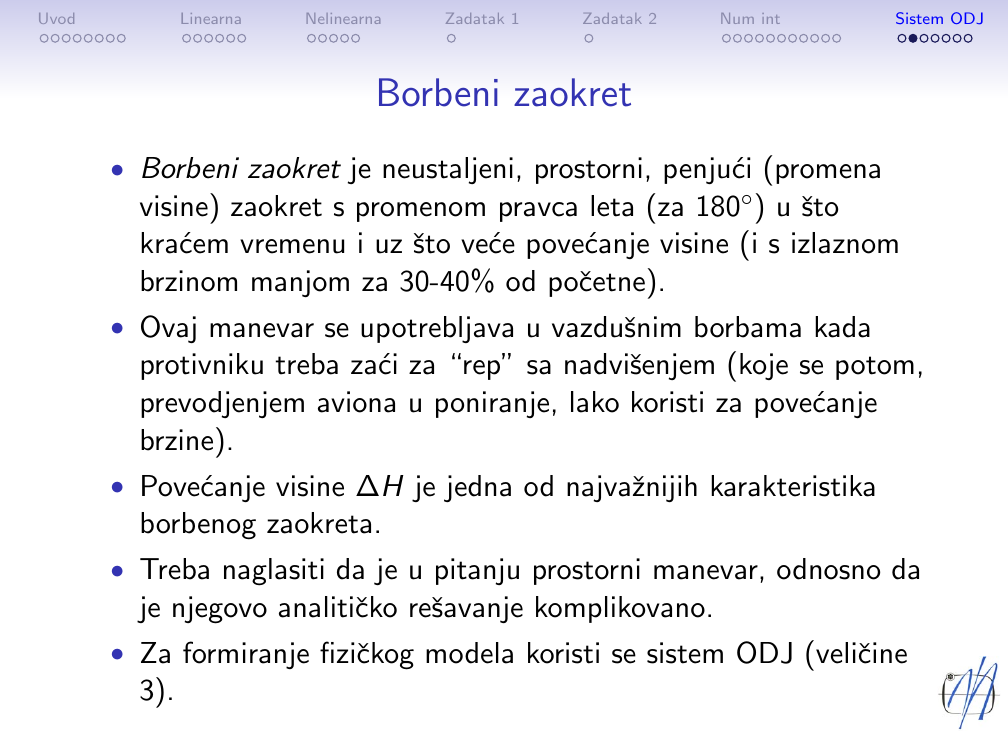 Uvod Linearna Nelinearna Zadatak 1 Zadatak 2 Num int Sistem ODJ
Borbeni zaokret
• Borbeni zaokret je neustaljeni, prostorni, penjući (promena
visine) zaokret s promenom pravca leta (za 180°) u što
kraćem vremenu i uz što veće povećanje visine (i s izlaznom
brzinom manjom za 30-40% od početne).
• Ovaj manevar se upotrebljava u vazdušnim borbama kada
protivniku treba zaći za “rep” sa nadvišenjem (koje se potom,
prevodjenjem aviona u poniranje, lako koristi za povećanje
brzine).
• Povećanje visine ΔH je jedna od najvažnijih karakteristika
borbenog zaokreta.
• Treba naglasiti da je u pitanju prostorni manevar, odnosno da
je njegovo analitičko rešavanje komplikovano.
• Za formiranje fizičkog modela koristi se sistem ODJ (veličine
3).